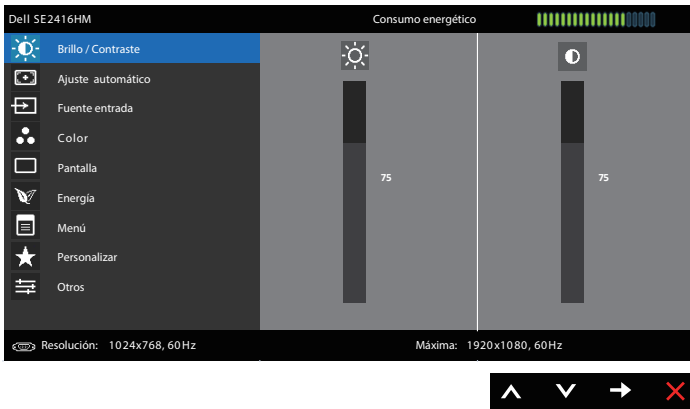 Dell SE2416HM Consumo energético
Brillo / Contraste
Ajuste automático
Fuente entrada
Color
Pantalla
Energía
Menú
Personalizar
Otros
75 75
Resolución: 1024x768, 60Hz Máxima: 1920x1080, 60Hz